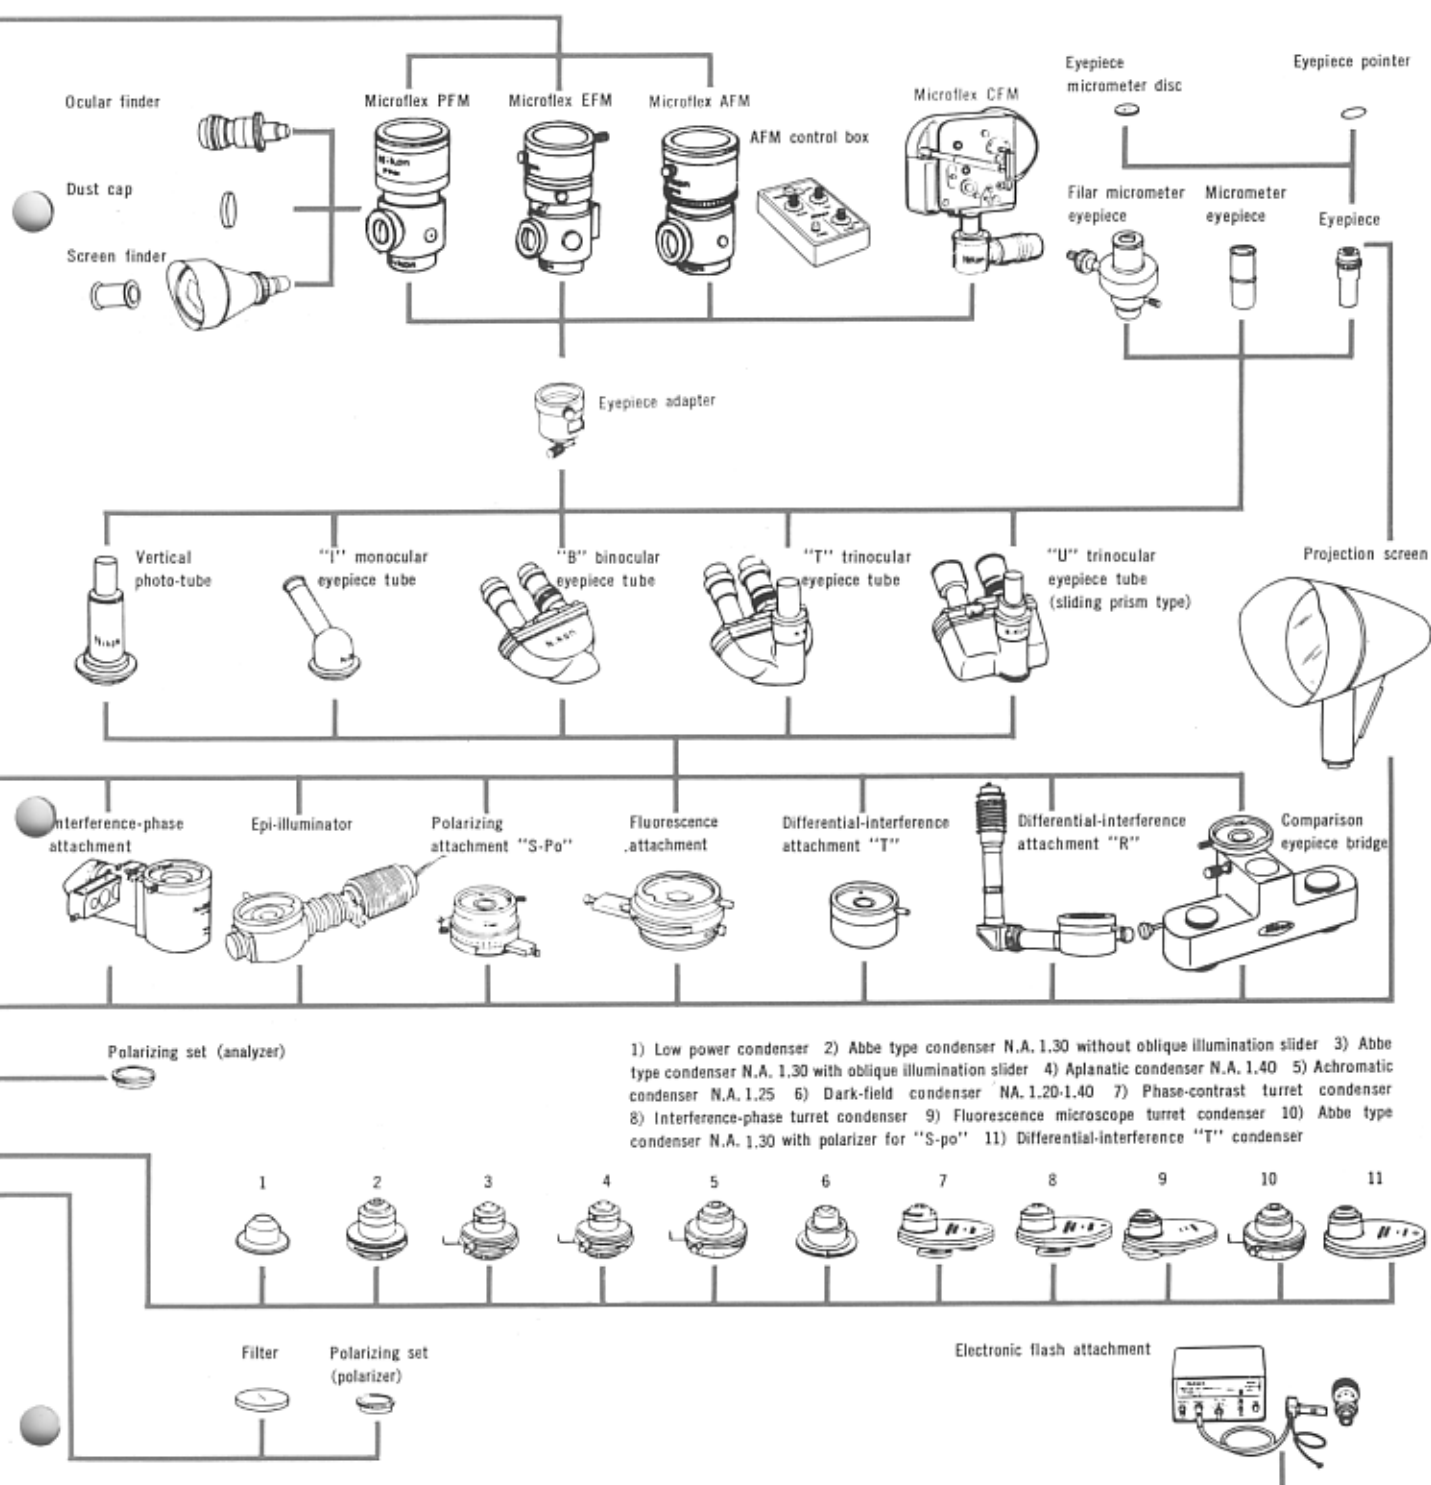 Ocular finder
Microflex PFM
Microflex EFM
Microflex AFM
Microflex CFM
Eyepiece
micrometer disc
Eyepiece pointer
AFM control box
Dust cap
Filar micrometer
eyepiece
Micrometer
eyepiece
Eyepiece
Screen finder
Eyepiece adapter
Vertical
photo-tube
"I" monocular
eyepiece tube
"B" binocular
eyepiece tube
"T" trinocular
eyepiece tube
"U" trinocular
eyepiece tube
(sliding prism type)
Projection screen
Nikon
nterference-phase
attachment
Epi-illuminator
Polarizing
attachment "S-Po"
Fluorescence
attachment
Differential-interference
attachment "T"
Differential-interference
attachment "R"
Comparison
eyepiece bridge
Polarizing set (analyzer)
1) Low power condenser 2) Abbe type condenser N.A. 1.30 without oblique illumination slider 3) Abbe
type condenser N.A. 1.30 with oblique illumination slider 4) Aplanatic condenser N.A. 1.40 5) Achromatic
condenser N.A. 1.25 6) Dark-field condenser NA. 1.20-1.40 7) Phase-contrast turret condenser
8) Interference-phase turret condenser 9) Fluorescence microscope turret condenser 10) Abbe type
condenser N.A. 1.30 with polarizer for "S-po" 11) Differential-interference "T" condenser
1 2 3 4 5 6 7 8 9 10 11
Filter
Polarizing set
(polarizer)
Electronic flash attachment